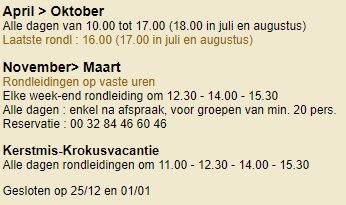 April > Oktober
Alle dagen van 10.00 tot 17.00 (18.00 in juli en augustus)
Laatste rondl : 16.00 (17.00 in juli en augustus)
November> Maart
Rondleidingen op vaste uren
Elke week-end rondleiding om 12.30 - 14.00 - 15.30
Alle dagen : enkel na afspraak, voor groepen van min. 20 pers.
Reservatie : 00 32 84 46 60 46
Kerstmis-Krokusvacantie
Alle dagen rondleidingen om 11.00 - 12.30 - 14.00 - 15.30
Gesloten op 25/12 en 01/01